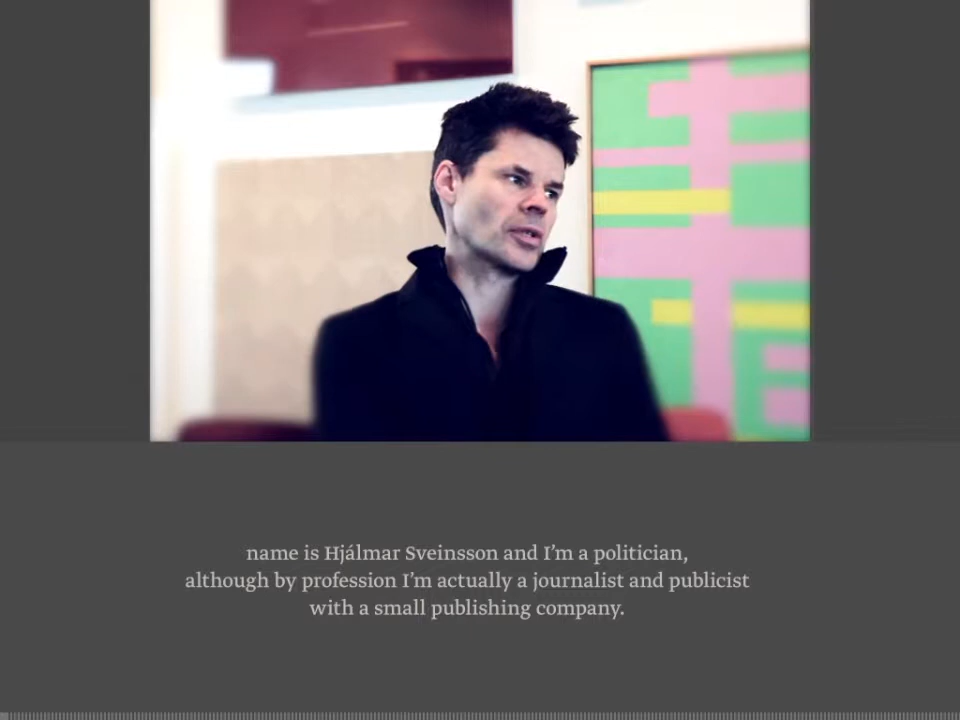 name is Hjálmar Sveinsson and I’m a politician,
although by profession I’m actually a journalist and publicist
with a small publishing company.